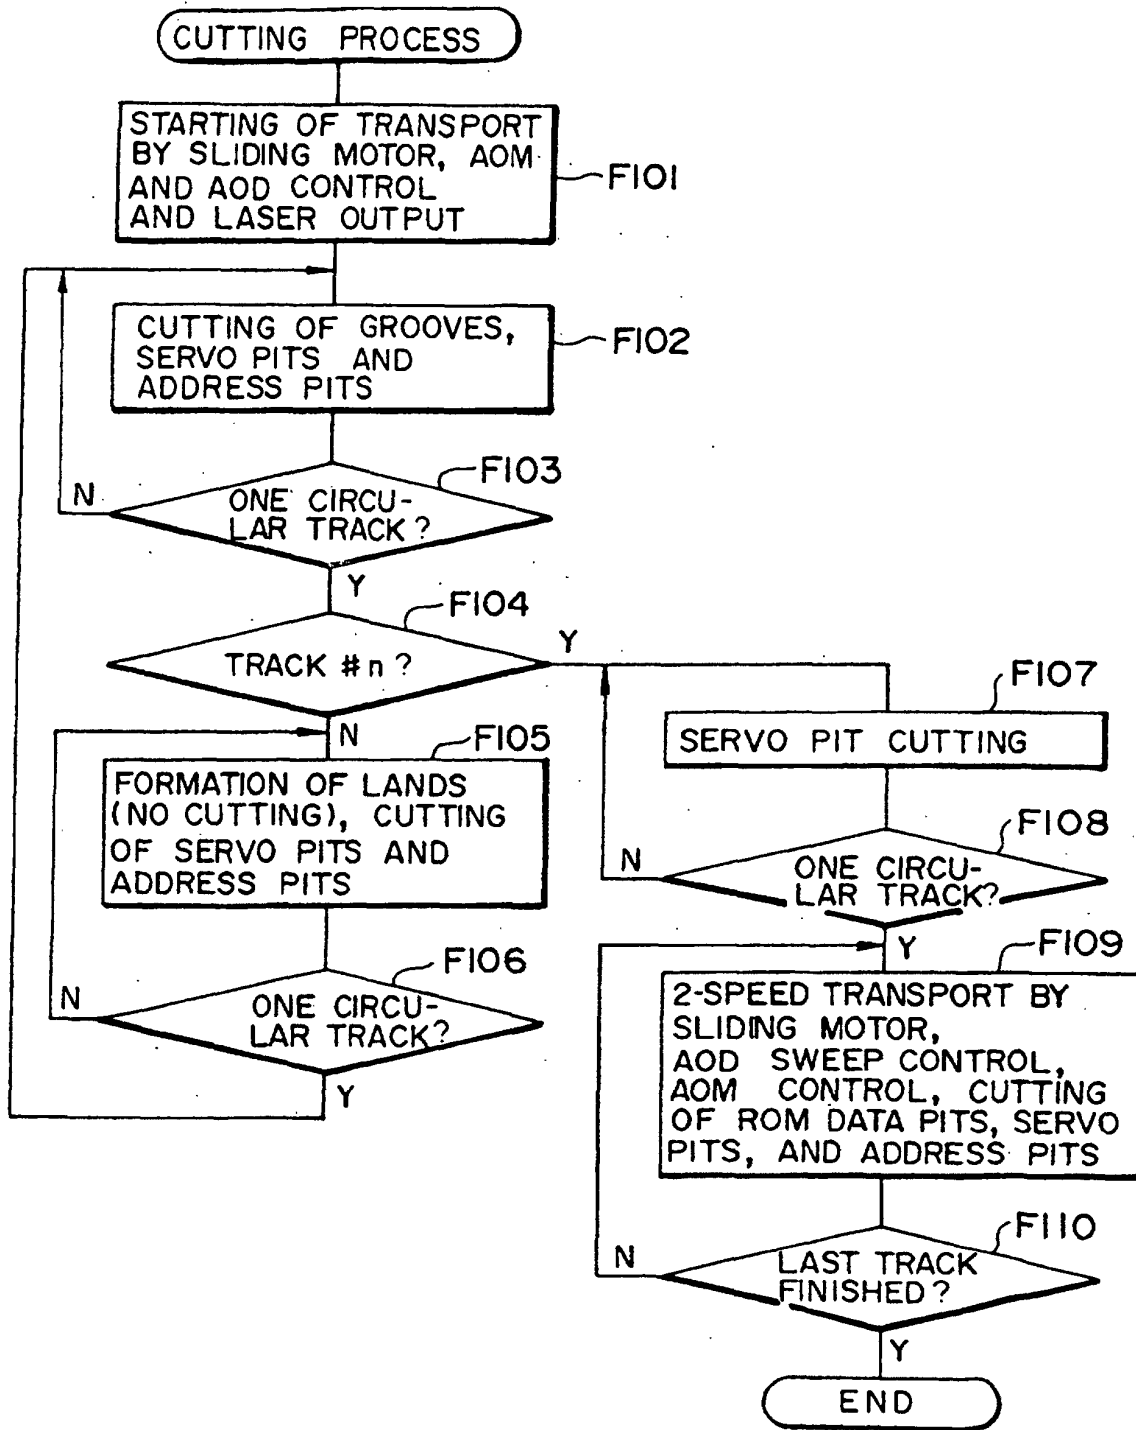 CUTTING PROCESS
STARTING OF TRANSPORT
BY SLIDING MOTOR, AOM
AND AOD CONTROL
AND LASER OUTPUT
F101
CUTTING OF GROOVES,
SERVO PITS AND
ADDRESS PITS
F102
F103
ONE CIRCU-
LAR TRACK?
N
Y
F104
TRACK #n?
Y
N
F105
FORMATION OF LANDS
(NO CUTTING), CUTTING
OF SERVO PITS AND
ADDRESS PITS
F106
ONE CIRCU-
LAR TRACK?
N
Y
F107
SERVO PIT CUTTING
F108
ONE CIRCU-
LAR TRACK?
N
Y
F109
2-SPEED TRANSPORT BY
SLIDING MOTOR,
AOD SWEEP CONTROL,
AOM CONTROL, CUTTING
OF ROM DATA PITS, SERVO
PITS, AND ADDRESS PITS
F110
LAST TRACK
FINISHED?
N
Y
END